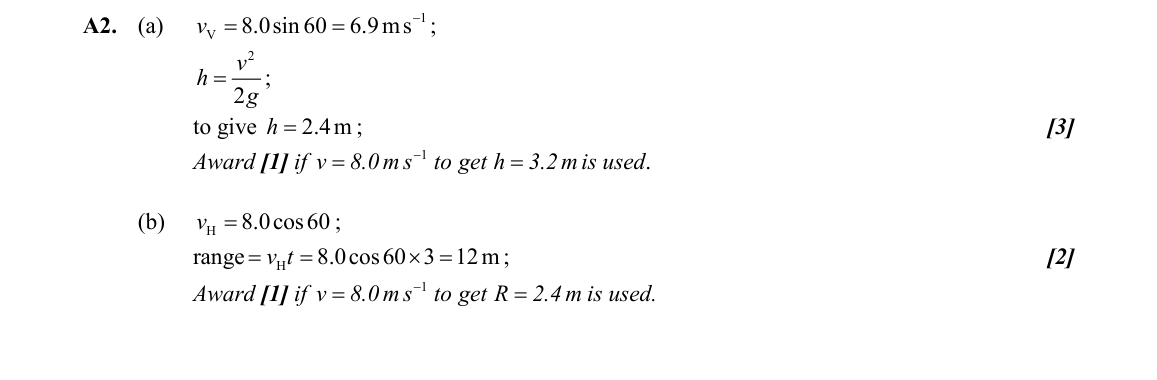 A2. (a) v_V = 8.0 sin 60 = 6.9 m s⁻¹ ;
h = v²/2g ;
to give h = 2.4 m ; [3]
Award [1] if v = 8.0 m s⁻¹ to get h = 3.2 m is used.
(b) v_H = 8.0 cos 60 ;
range = v_H t = 8.0 cos 60 × 3 = 12 m ; [2]
Award [1] if v = 8.0 m s⁻¹ to get R = 2.4 m is used.